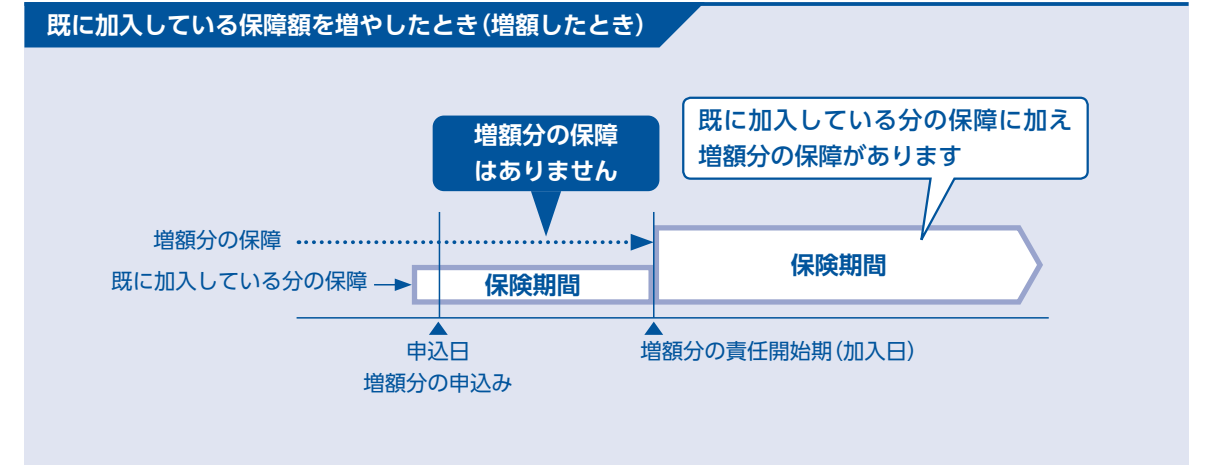 既に加入している保障額を増やしたとき(増額したとき)
増額分の保障
はありません
既に加入している分の保障に加え
増額分の保障があります
増額分の保障
既に加入している分の保障
保険期間
保険期間
申込日
増額分の申込み
増額分の責任開始期(加入日)